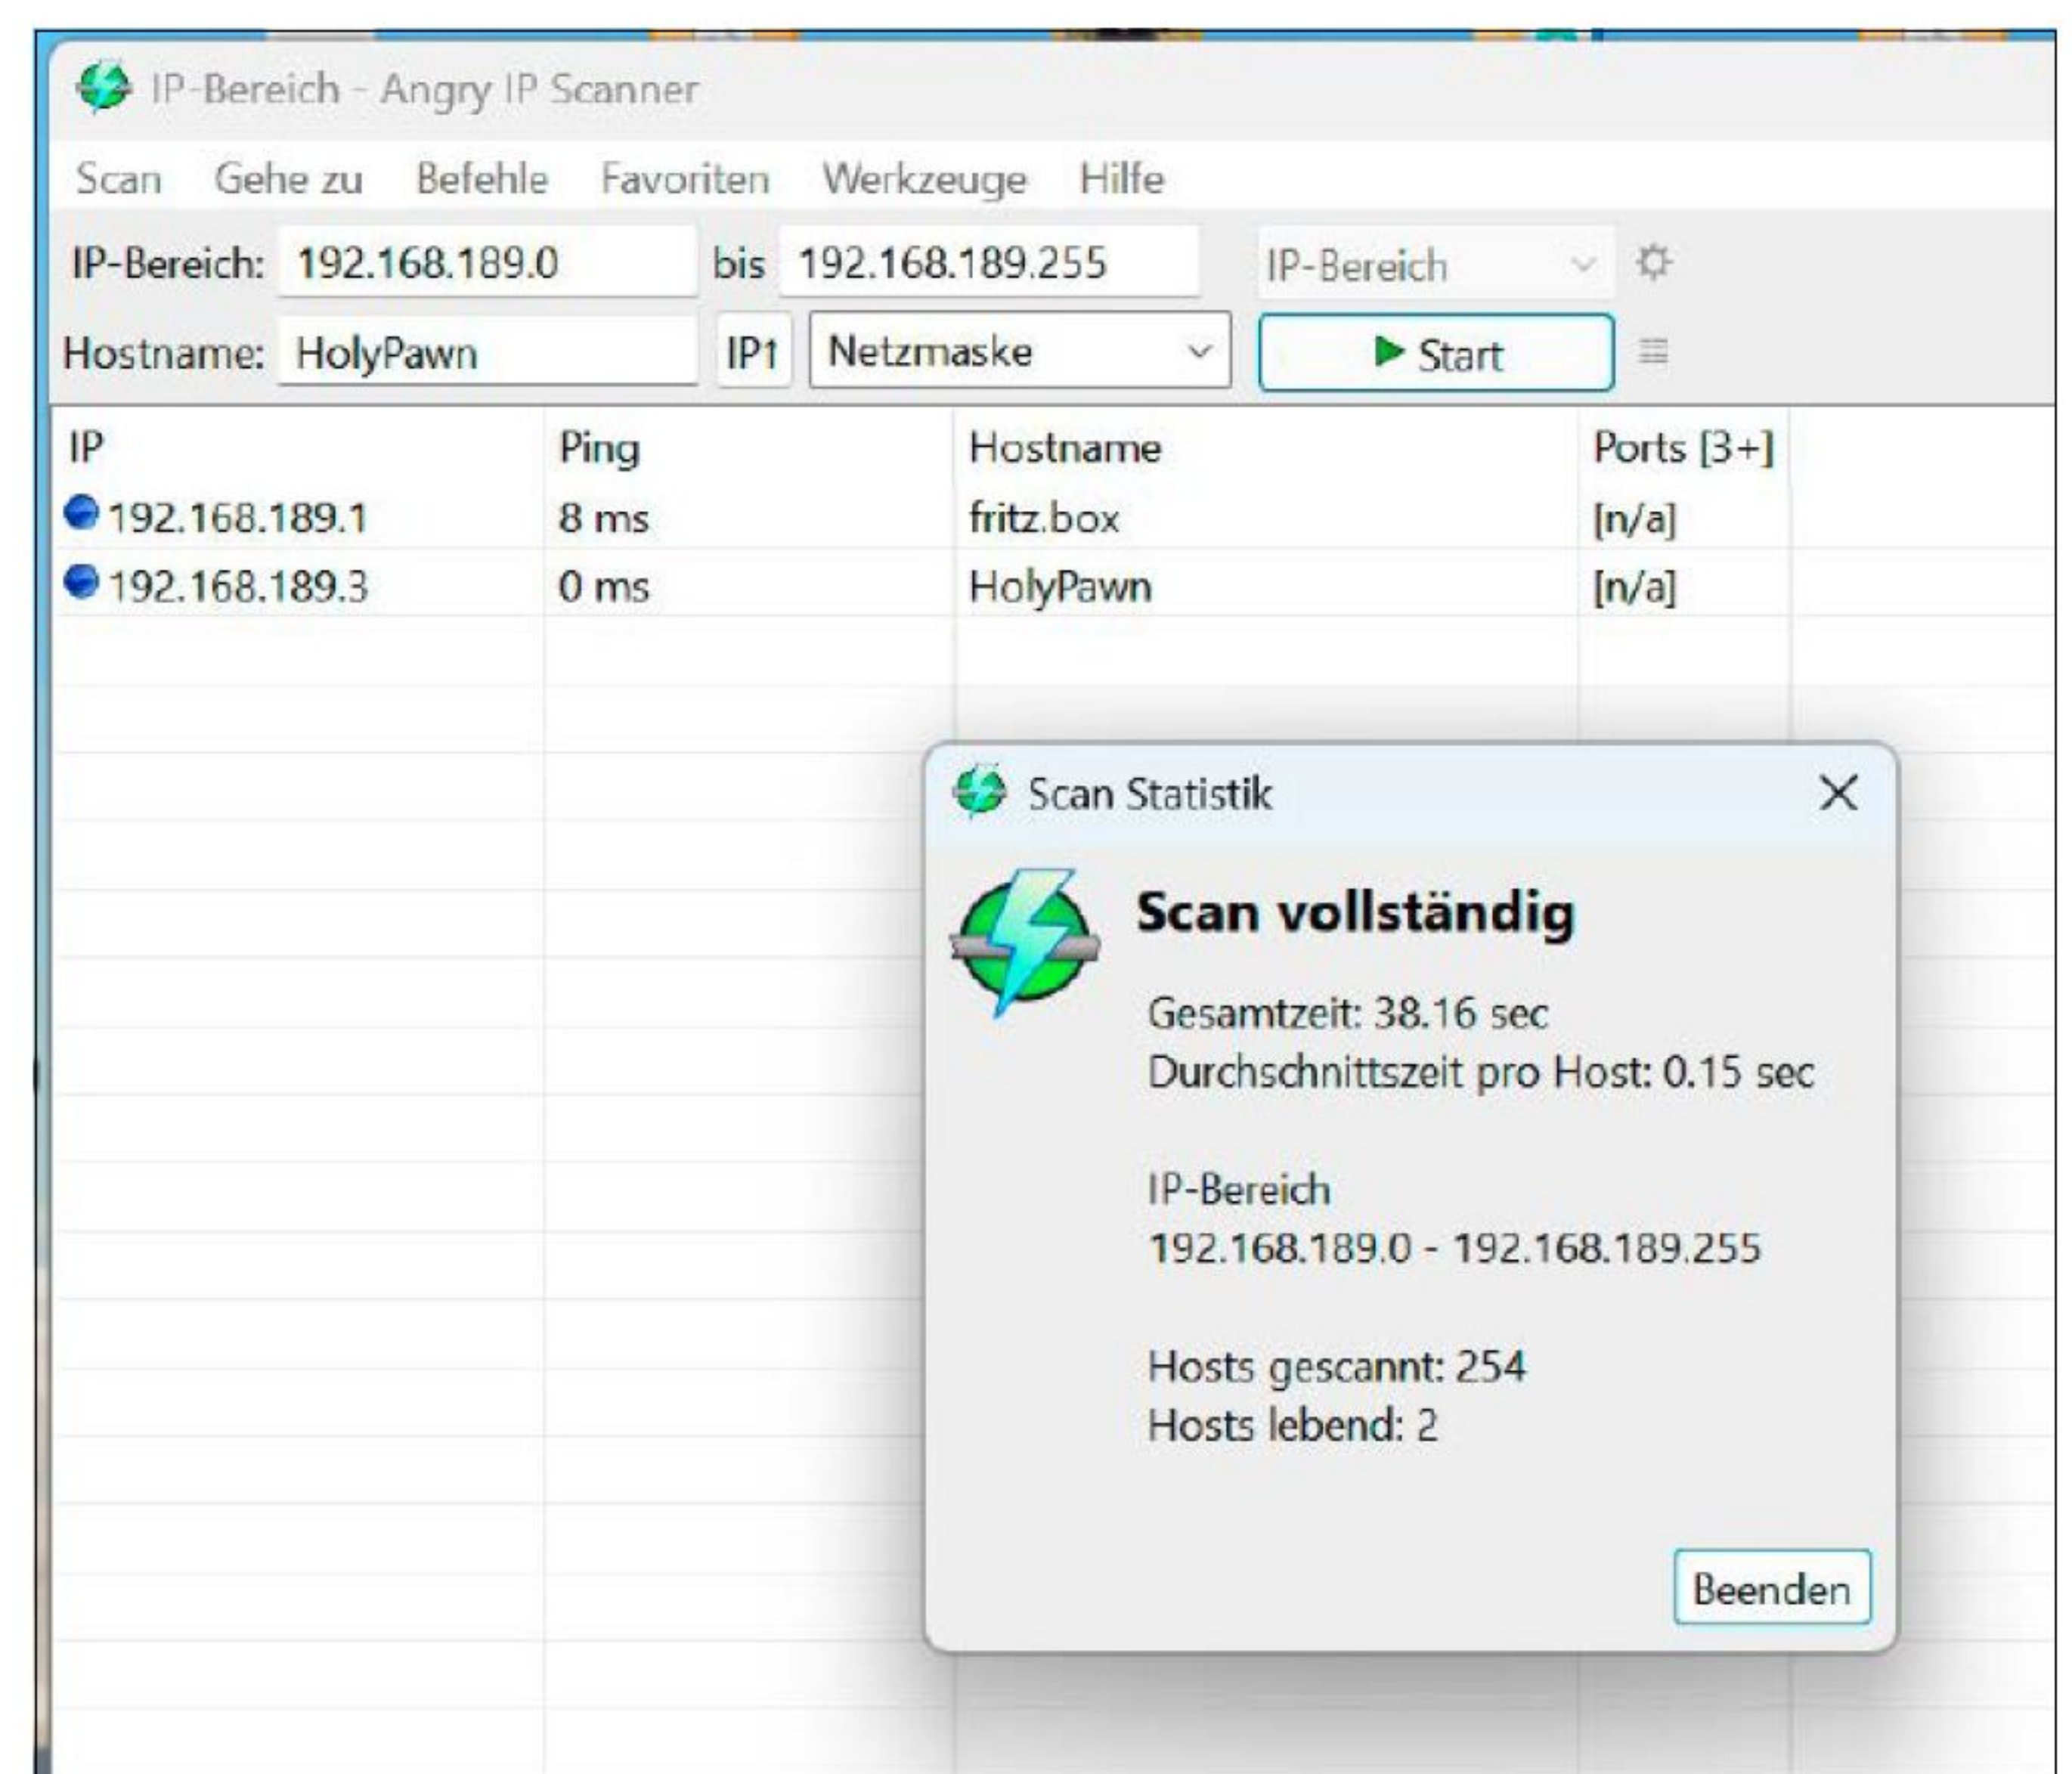 IP-Bereich - Angry IP Scanner
Scan Gehe zu Befehle Favoriten Werkzeuge Hilfe
IP-Bereich: 192.168.189.0 bis 192.168.189.255 IP-Bereich
Hostname: HolyPawn IP↑ Netzmaske Start
IP Ping Hostname Ports [3+]
192.168.189.1 8 ms fritz.box [n/a]
192.168.189.3 0 ms HolyPawn [n/a]
Scan Statistik
Scan vollständig
Gesamtzeit: 38.16 sec
Durchschnittszeit pro Host: 0.15 sec
IP-Bereich
192.168.189.0 - 192.168.189.255
Hosts gescannt: 254
Hosts lebend: 2
Beenden